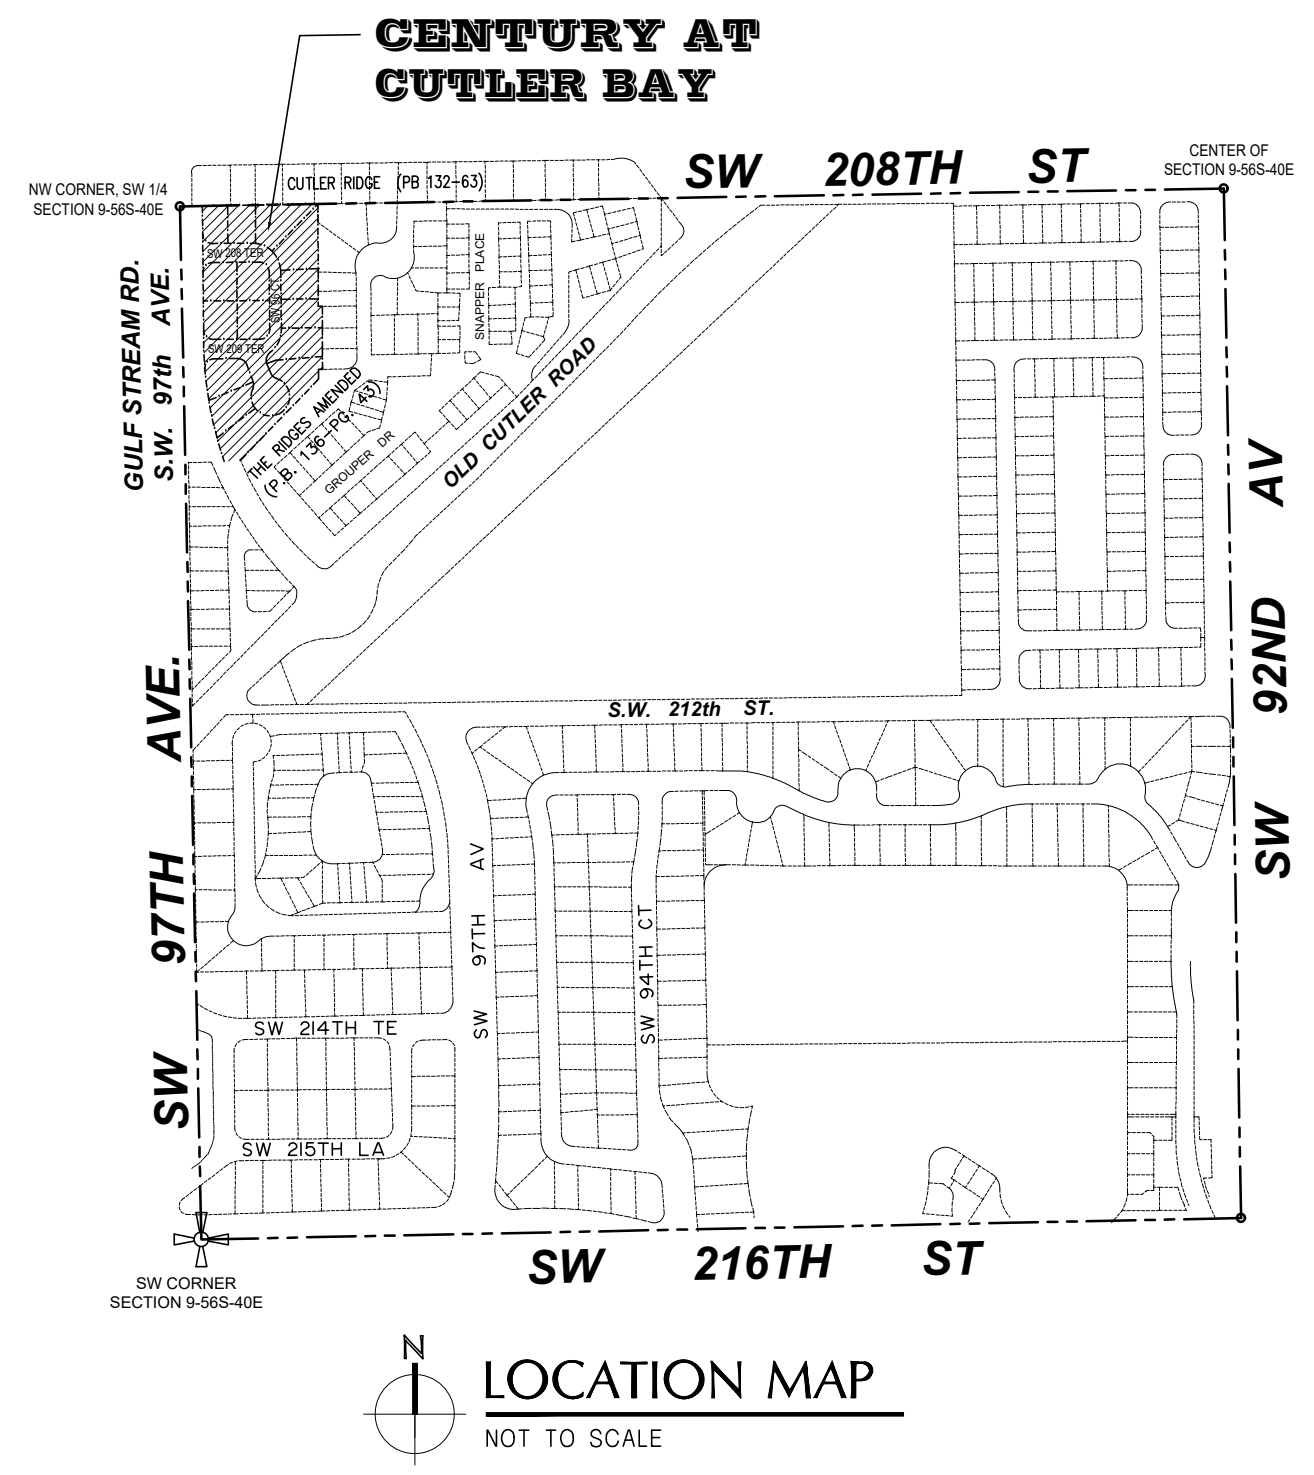 CENTURY AT
CUTLER BAY
SW 208TH ST
CENTER OF
SECTION 9-56S-40E
NW CORNER, SW 1/4
SECTION 9-56S-40E
CUTLER RIDGE (PB 132-63)
SW 208 TER
SW 96 CT
SW 209 TER
SNAPPER PLACE
GULF STREAM RD.
S.W. 97th AVE.
THE RIDGES AMENDED
(P.B. 136-PG. 43)
GROUPER DR
OLD CUTLER ROAD
SW 92ND AV
S.W. 212th ST.
SW 97TH AVE.
SW 97TH AV
SW 94TH CT
SW 214TH TE
SW 215TH LA
SW 216TH ST
SW CORNER
SECTION 9-56S-40E
N
LOCATION MAP
NOT TO SCALE